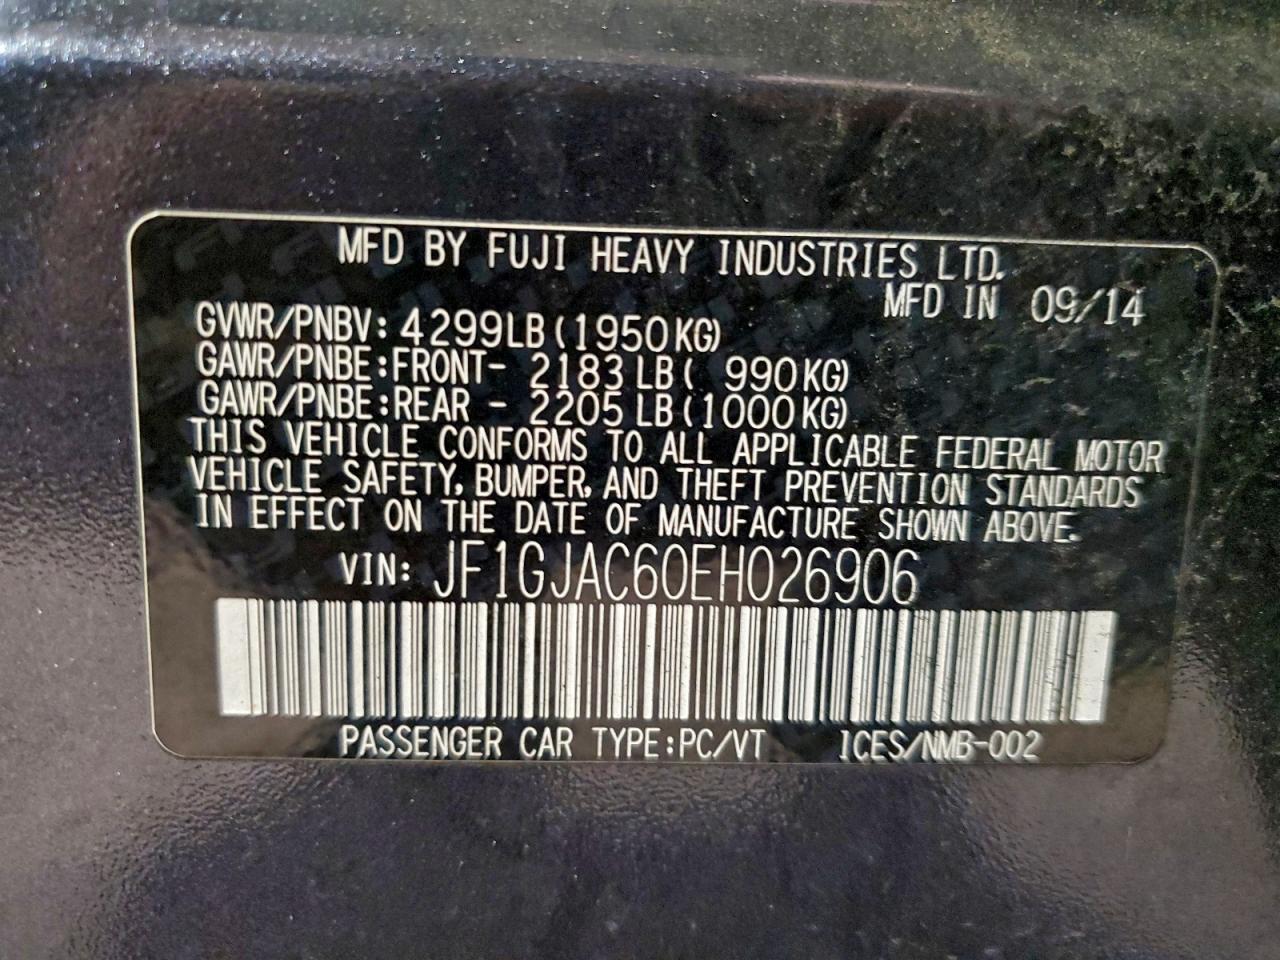 MFD BY FUJI HEAVY INDUSTRIES LTD.
MFD IN 09/14
GVWR/PNBV: 4299LB (1950KG)
GAWR/PNBE:FRONT- 2183 LB ( 990KG)
GAWR/PNBE:REAR - 2205 LB (1000KG)
THIS VEHICLE CONFORMS TO ALL APPLICABLE FEDERAL MOTOR
VEHICLE SAFETY, BUMPER, AND THEFT PREVENTION STANDARDS
IN EFFECT ON THE DATE OF MANUFACTURE SHOWN ABOVE.
VIN: JF1GJAC60EH026906
PASSENGER CAR TYPE:PC/VT ICES/NMB-002